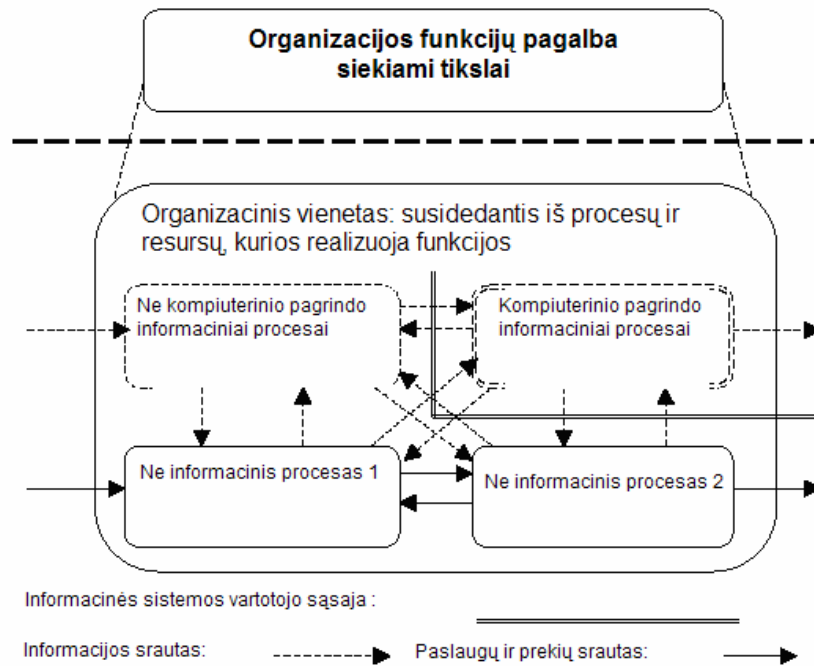 Organizacijos funkcijų pagalba
siekiami tikslai
Organizacinis vienetas: susidedantis iš procesų ir
resursų, kurios realizuoja funkcijos
Ne kompiuterinio pagrindo
informaciniai procesai
Kompiuterinio pagrindo
informaciniai procesai
Ne informacinis procesas 1
Ne informacinis procesas 2
Informacinės sistemos vartotojo sąsaja :
Informacijos srautas:
Paslaugų ir prekių srautas: